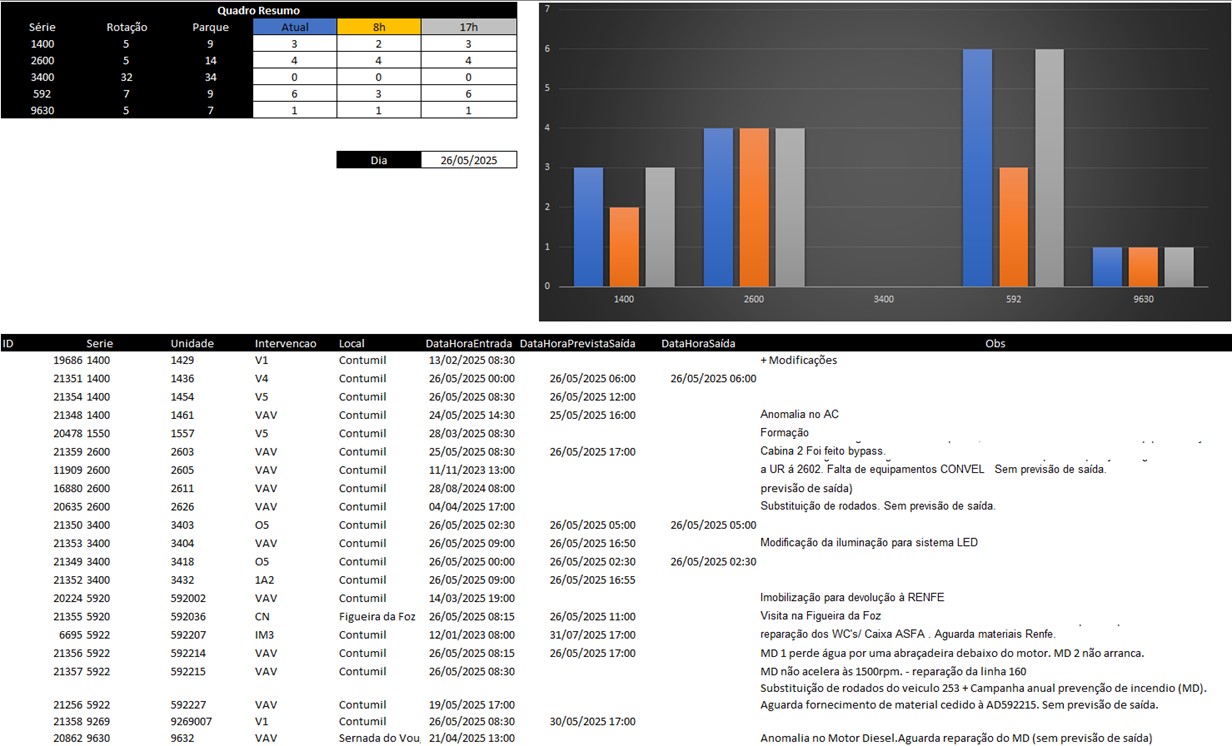 Quadro Resumo
Série Rotação Parque Atual 8h 17h
1400 5 9 3 2 3
2600 5 14 4 4 4
3400 32 34 0 0 0
592 7 9 6 3 6
9630 5 7 1 1 1
Dia 26/05/2025
7
6
5
4
3
2
1
0
1400 2600 3400 592 9630
ID Serie Unidade Intervencao Local DataHoraEntrada DataHoraPrevistaSaída DataHoraSaída Obs
19686 1400 1429 V1 Contumil 13/02/2025 08:30 + Modificações
21351 1400 1436 V4 Contumil 26/05/2025 00:00 26/05/2025 06:00 26/05/2025 06:00
21354 1400 1454 V5 Contumil 26/05/2025 08:30 26/05/2025 12:00
21348 1400 1461 VAV Contumil 24/05/2025 14:30 25/05/2025 16:00 Anomalia no AC
20478 1550 1557 V5 Contumil 28/03/2025 08:30 Formação
21359 2600 2603 VAV Contumil 25/05/2025 08:30 26/05/2025 17:00 Cabina 2 Foi feito bypass.
11909 2600 2605 VAV Contumil 11/11/2023 13:00 a UR á 2602. Falta de equipamentos CONVEL Sem previsão de saída.
16880 2600 2611 VAV Contumil 28/08/2024 08:00 previsão de saída)
20635 2600 2626 VAV Contumil 04/04/2025 17:00 Substituição de rodados. Sem previsão de saída.
21350 3400 3403 O5 Contumil 26/05/2025 02:30 26/05/2025 05:00 26/05/2025 05:00
21353 3400 3404 VAV Contumil 26/05/2025 09:00 26/05/2025 16:50 Modificação da iluminação para sistema LED
21349 3400 3418 O5 Contumil 26/05/2025 00:00 26/05/2025 02:30 26/05/2025 02:30
21352 3400 3432 1A2 Contumil 26/05/2025 09:00 26/05/2025 16:55
20224 5920 592002 VAV Contumil 14/03/2025 19:00 Imobilização para devolução à RENFE
21355 5920 592036 CN Figueira da Foz 26/05/2025 08:15 26/05/2025 11:00 Visita na Figueira da Foz
6695 5922 592207 IM3 Contumil 12/01/2023 08:00 31/07/2025 17:00 reparação dos WC's/ Caixa ASFA . Aguarda materiais Renfe.
21356 5922 592214 VAV Contumil 26/05/2025 08:15 26/05/2025 17:00 MD 1 perde água por uma abraçadeira debaixo do motor. MD 2 não arranca.
21357 5922 592215 VAV Contumil 26/05/2025 08:30 MD não acelera às 1500rpm. - reparação da linha 160
Substituição de rodados do veiculo 253 + Campanha anual prevenção de incendio (MD).
21256 5922 592227 VAV Contumil 19/05/2025 17:00 Aguarda fornecimento de material cedido à AD592215. Sem previsão de saída.
21358 9269 9269007 V1 Contumil 26/05/2025 08:30 30/05/2025 17:00
20862 9630 9632 VAV Sernada do Vou 21/04/2025 13:00 Anomalia no Motor Diesel.Aguarda reparação do MD (sem previsão de saída)